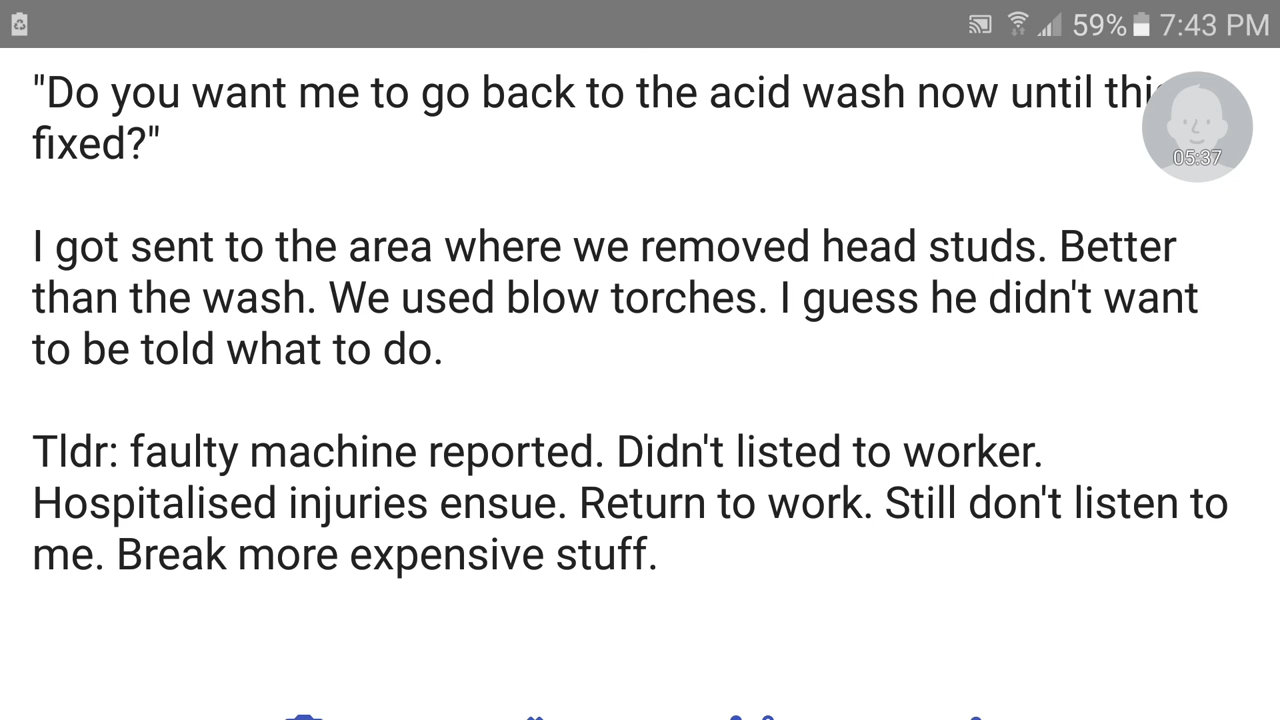 59% 7:43 PM
"Do you want me to go back to the acid wash now until
fixed?"
05:37
I got sent to the area where we removed head studs. Better
than the wash. We used blow torches. I guess he didn't want
to be told what to do.
Tldr: faulty machine reported. Didn't listed to worker.
Hospitalised injuries ensue. Return to work. Still don't listen to
me. Break more expensive stuff.